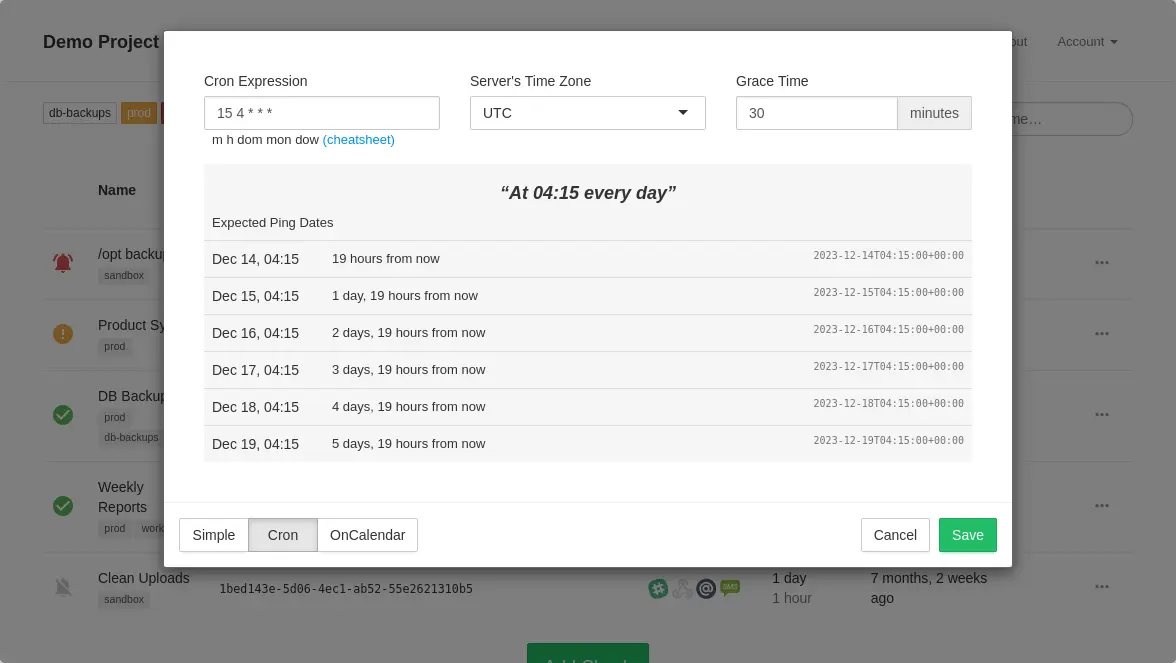 Demo Project
out
Account
Cron Expression
Server's Time Zone
Grace Time
15 4 * * *
UTC
30
minutes
m h dom mon dow (cheatsheet)
db-backups
prod
me…
“At 04:15 every day”
Name
Expected Ping Dates
Dec 14, 04:15 19 hours from now 2023-12-14T04:15:00+00:00
Dec 15, 04:15 1 day, 19 hours from now 2023-12-15T04:15:00+00:00
Dec 16, 04:15 2 days, 19 hours from now 2023-12-16T04:15:00+00:00
Dec 17, 04:15 3 days, 19 hours from now 2023-12-17T04:15:00+00:00
Dec 18, 04:15 4 days, 19 hours from now 2023-12-18T04:15:00+00:00
Dec 19, 04:15 5 days, 19 hours from now 2023-12-19T04:15:00+00:00
/opt backup
sandbox
Product Sy
prod
DB Backup
prod
db-backups
Weekly
Reports
prod work
Simple
Cron
OnCalendar
Cancel
Save
Clean Uploads
sandbox
1bed143e-5d06-4ec1-ab52-55e2621310b5
SMS
1 day
1 hour
7 months, 2 weeks
ago